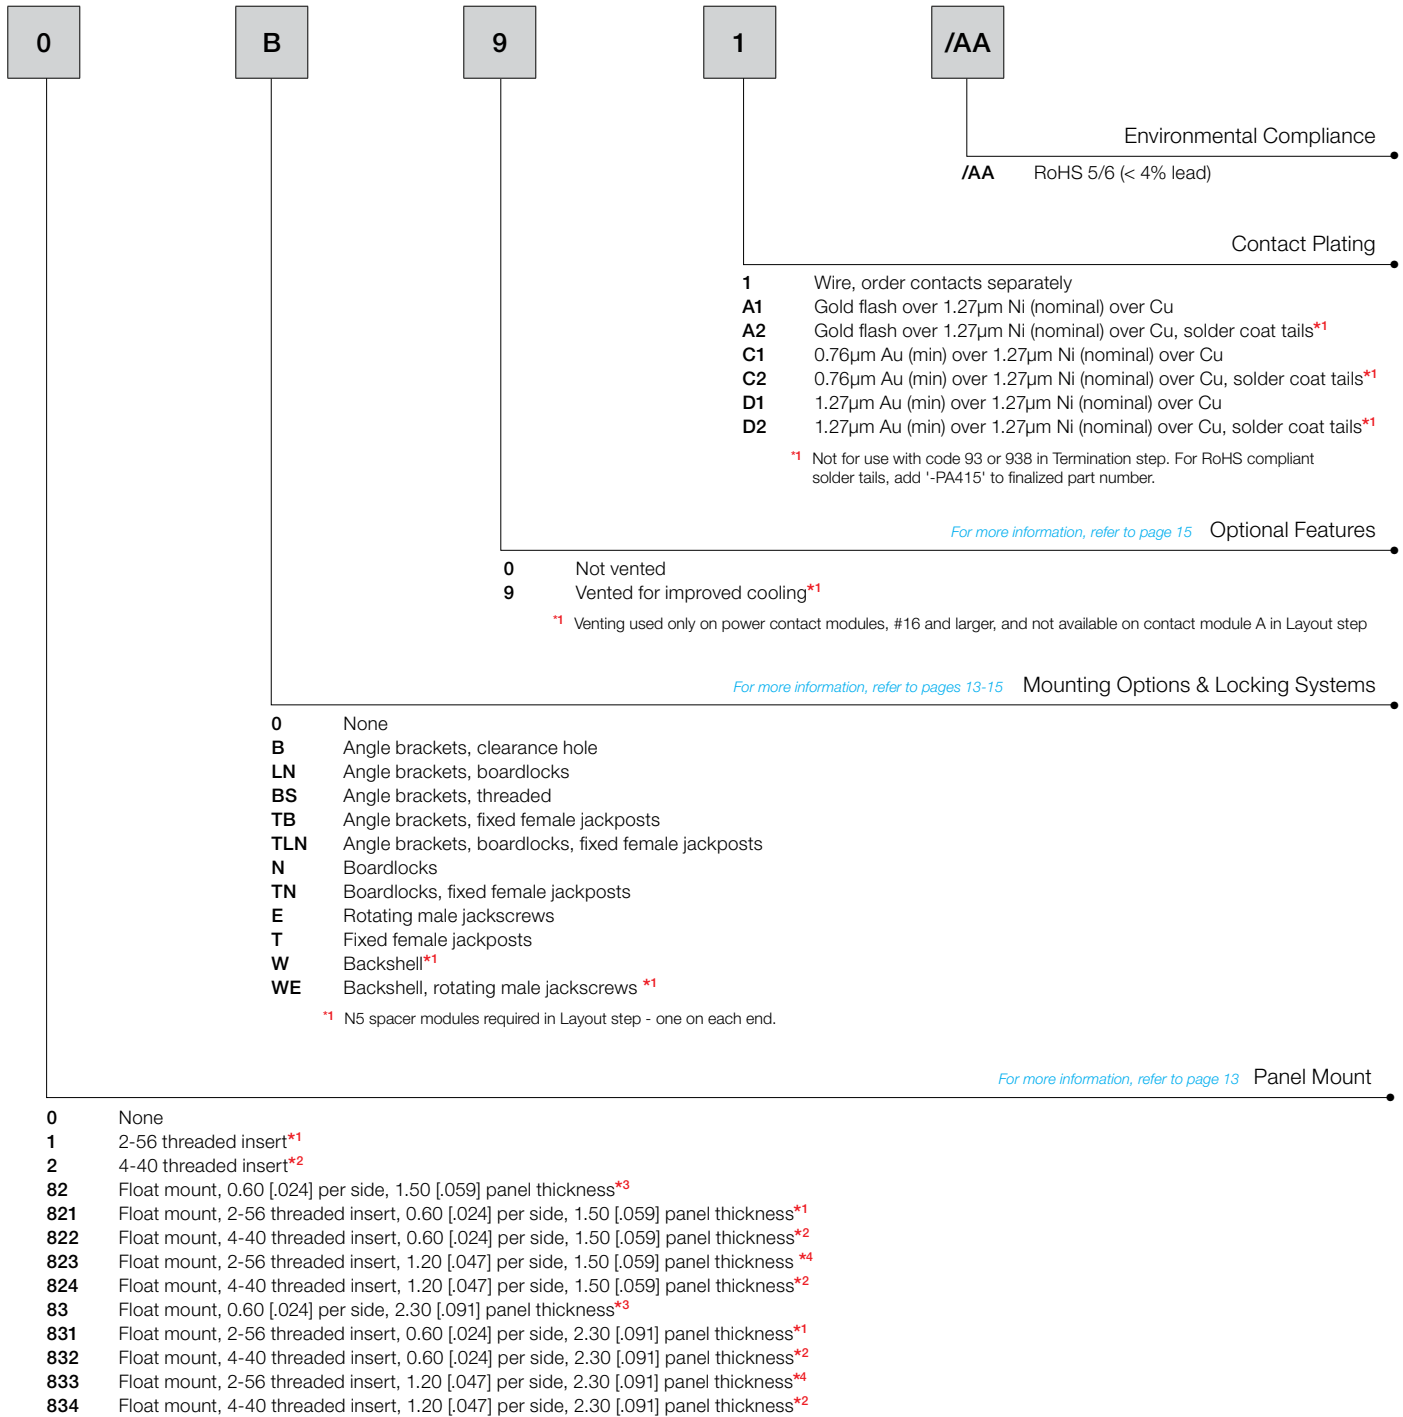 0 B 9 1 /AA
Environmental Compliance
/AA RoHS 5/6 (< 4% lead)
Contact Plating
1 Wire, order contacts separately
A1 Gold flash over 1.27µm Ni (nominal) over Cu
A2 Gold flash over 1.27µm Ni (nominal) over Cu, solder coat tails*1
C1 0.76µm Au (min) over 1.27µm Ni (nominal) over Cu
C2 0.76µm Au (min) over 1.27µm Ni (nominal) over Cu, solder coat tails*1
D1 1.27µm Au (min) over 1.27µm Ni (nominal) over Cu
D2 1.27µm Au (min) over 1.27µm Ni (nominal) over Cu, solder coat tails*1
*1 Not for use with code 93 or 938 in Termination step. For RoHS compliant
solder tails, add '-PA415' to finalized part number.
For more information, refer to page 15 Optional Features
0 Not vented
9 Vented for improved cooling*1
*1 Venting used only on power contact modules, #16 and larger, and not available on contact module A in Layout step
For more information, refer to pages 13-15 Mounting Options & Locking Systems
0 None
B Angle brackets, clearance hole
LN Angle brackets, boardlocks
BS Angle brackets, threaded
TB Angle brackets, fixed female jackposts
TLN Angle brackets, boardlocks, fixed female jackposts
N Boardlocks
TN Boardlocks, fixed female jackposts
E Rotating male jackscrews
T Fixed female jackposts
W Backshell*1
WE Backshell, rotating male jackscrews *1
*1 N5 spacer modules required in Layout step - one on each end.
For more information, refer to page 13 Panel Mount
0 None
1 2-56 threaded insert*1
2 4-40 threaded insert*2
82 Float mount, 0.60 [.024] per side, 1.50 [.059] panel thickness*3
821 Float mount, 2-56 threaded insert, 0.60 [.024] per side, 1.50 [.059] panel thickness*1
822 Float mount, 4-40 threaded insert, 0.60 [.024] per side, 1.50 [.059] panel thickness*2
823 Float mount, 2-56 threaded insert, 1.20 [.047] per side, 1.50 [.059] panel thickness *4
824 Float mount, 4-40 threaded insert, 1.20 [.047] per side, 1.50 [.059] panel thickness*2
83 Float mount, 0.60 [.024] per side, 2.30 [.091] panel thickness*3
831 Float mount, 2-56 threaded insert, 0.60 [.024] per side, 2.30 [.091] panel thickness*1
832 Float mount, 4-40 threaded insert, 0.60 [.024] per side, 2.30 [.091] panel thickness*2
833 Float mount, 2-56 threaded insert, 1.20 [.047] per side, 2.30 [.091] panel thickness*4
834 Float mount, 4-40 threaded insert, 1.20 [.047] per side, 2.30 [.091] panel thickness*2